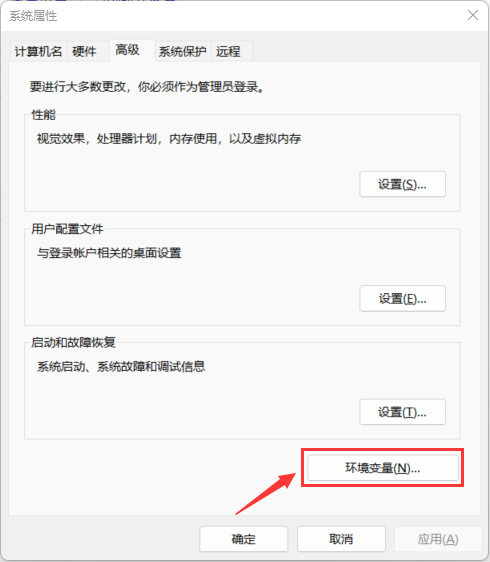 系统属性
计算机名 硬件 高级 系统保护 远程
要进行大多数更改，你必须作为管理员登录。
性能
视觉效果，处理器计划，内存使用，以及虚拟内存
设置(S)...
用户配置文件
与登录帐户相关的桌面设置
设置(E)...
启动和故障恢复
系统启动、系统故障和调试信息
设置(T)...
环境变量(N)...
确定 取消 应用(A)